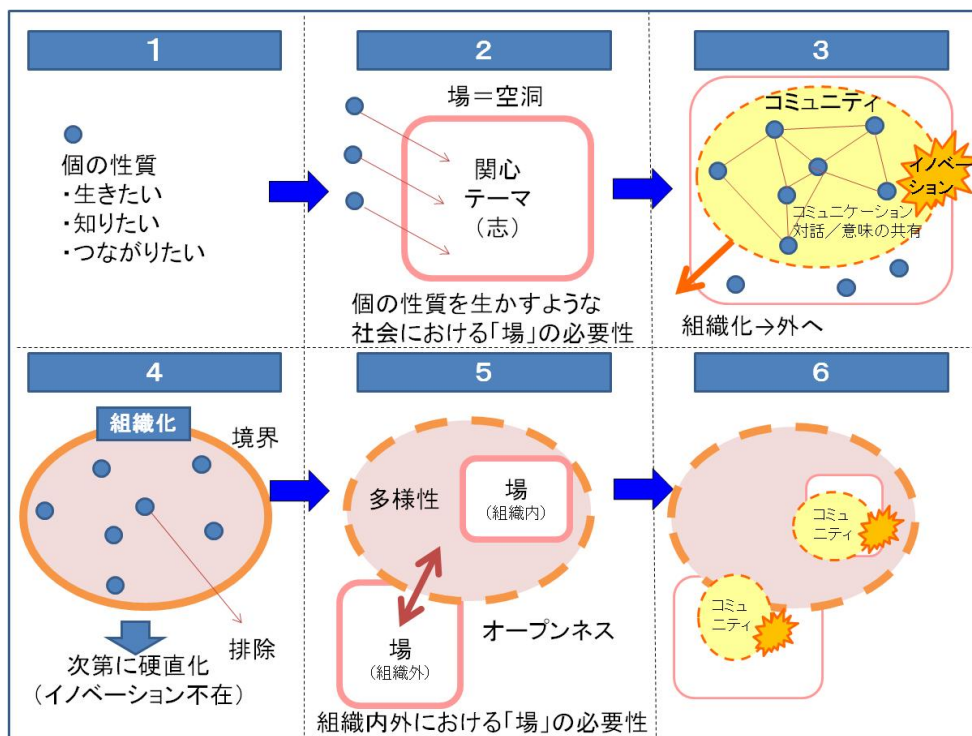 1
個の性質
・生きたい
・知りたい
・つながりたい
2
場＝空洞
関心
テーマ
（志）
個の性質を生かすような
社会における「場」の必要性
3
コミュニティ
イノベー
ション
コミュニケーション
対話／意味の共有
組織化→外へ
4
組織化
境界
排除
次第に硬直化
（イノベーション不在）
5
多様性
場
（組織内）
場
（組織外）
オープンネス
組織内外における「場」の必要性
6
コミュ
ニティ
コミュ
ニティ